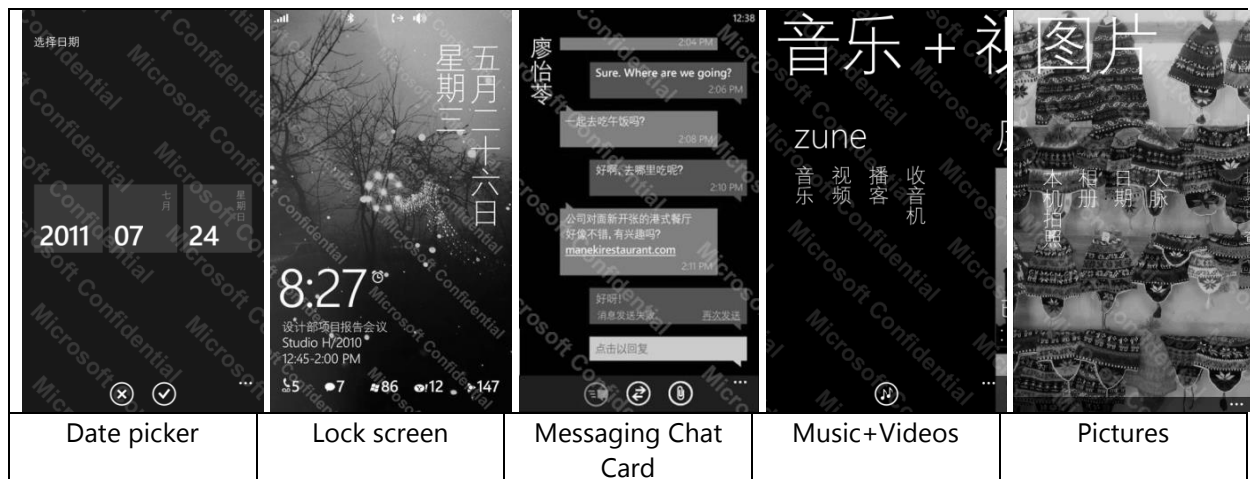 选择日期
2011
07
七月
24
星期日
五月二十六日
星期三
8:27
设计部项目报告会议
Studio H/2010
12:45-2:00 PM
5
7
86
12
147
12:38
廖怡苓
2:04 PM
Sure. Where are we going?
2:06 PM
一起去吃午饭吗?
2:08 PM
好啊,去哪里吃呢?
2:10 PM
公司对面新开张的港式餐厅
好像不错,有兴趣吗?
manekirestaurant.com
2:11 PM
好呀!
消息发送失败
再次发送
点击以回复
音乐 + 视
zune
音乐
视频
播客
收音机
图片
本机拍照
相册
日期
人脉
Microsoft Confidential
Date picker
Lock screen
Messaging Chat
Card
Music+Videos
Pictures